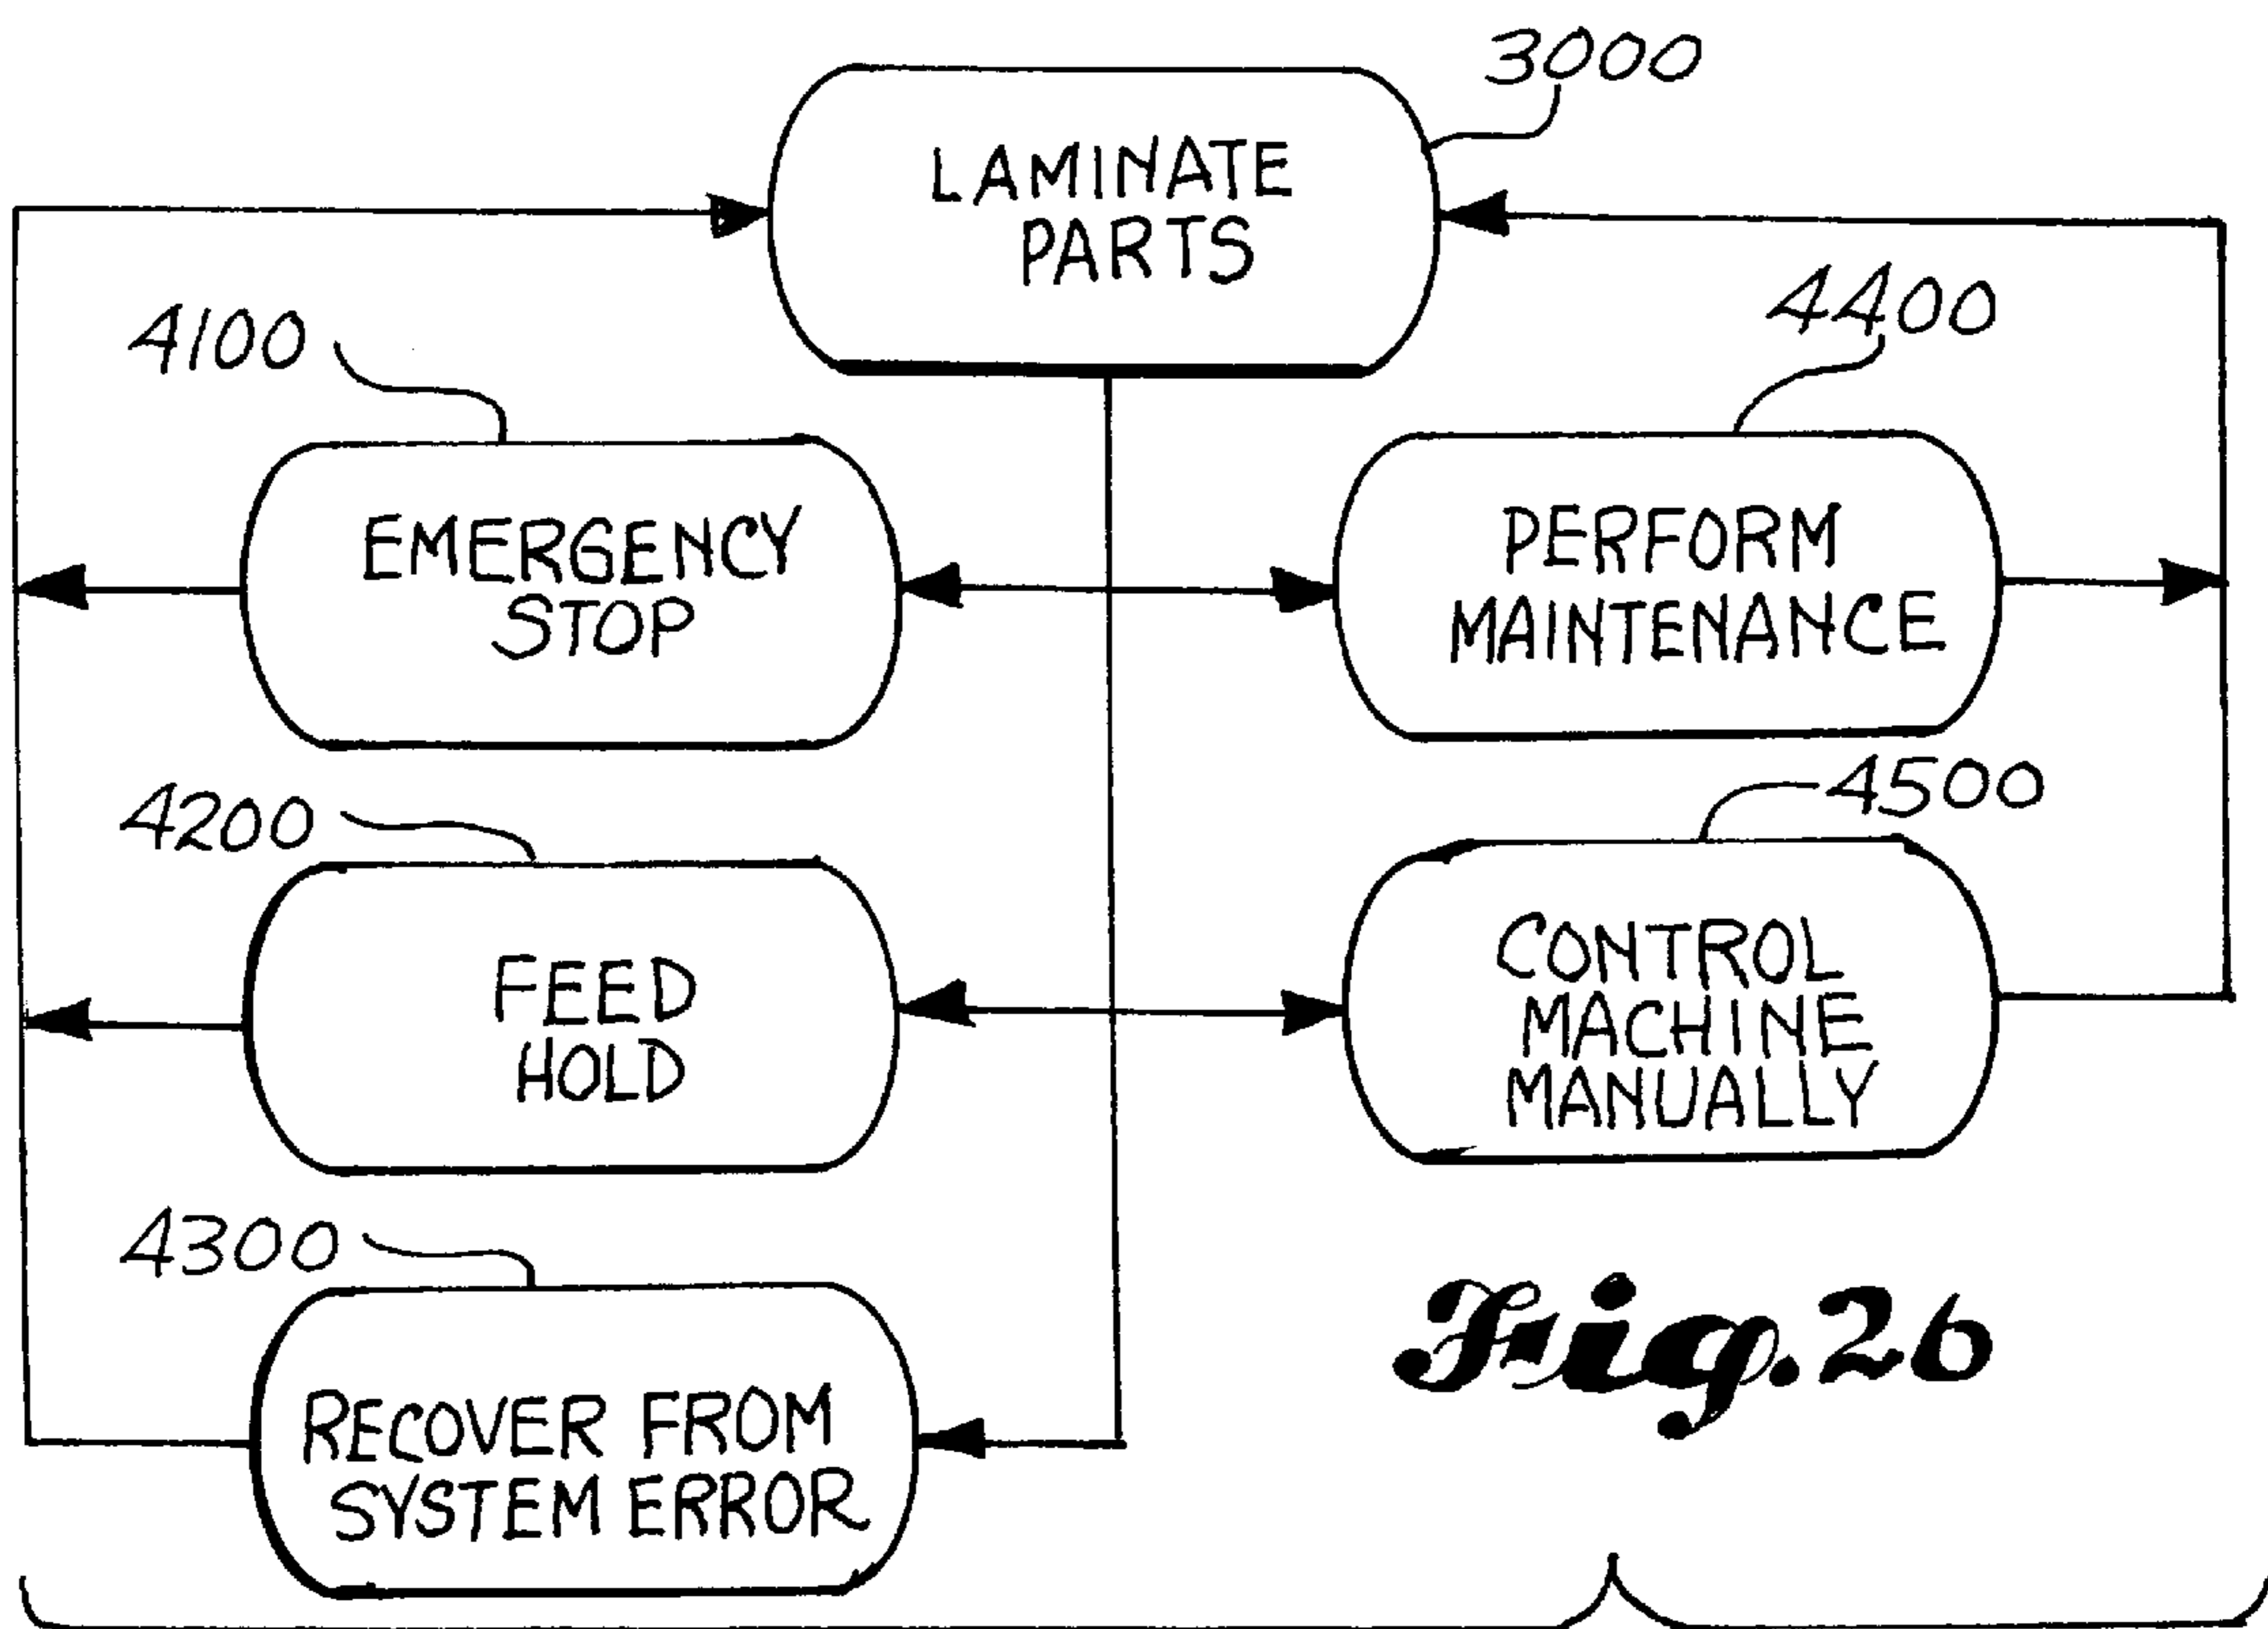 3000
LAMINATE
PARTS
4100
4400
EMERGENCY
STOP
PERFORM
MAINTENANCE
4200
4500
FEED
HOLD
CONTROL
MACHINE
MANUALLY
4300
RECOVER FROM
SYSTEM ERROR
Fig. 26